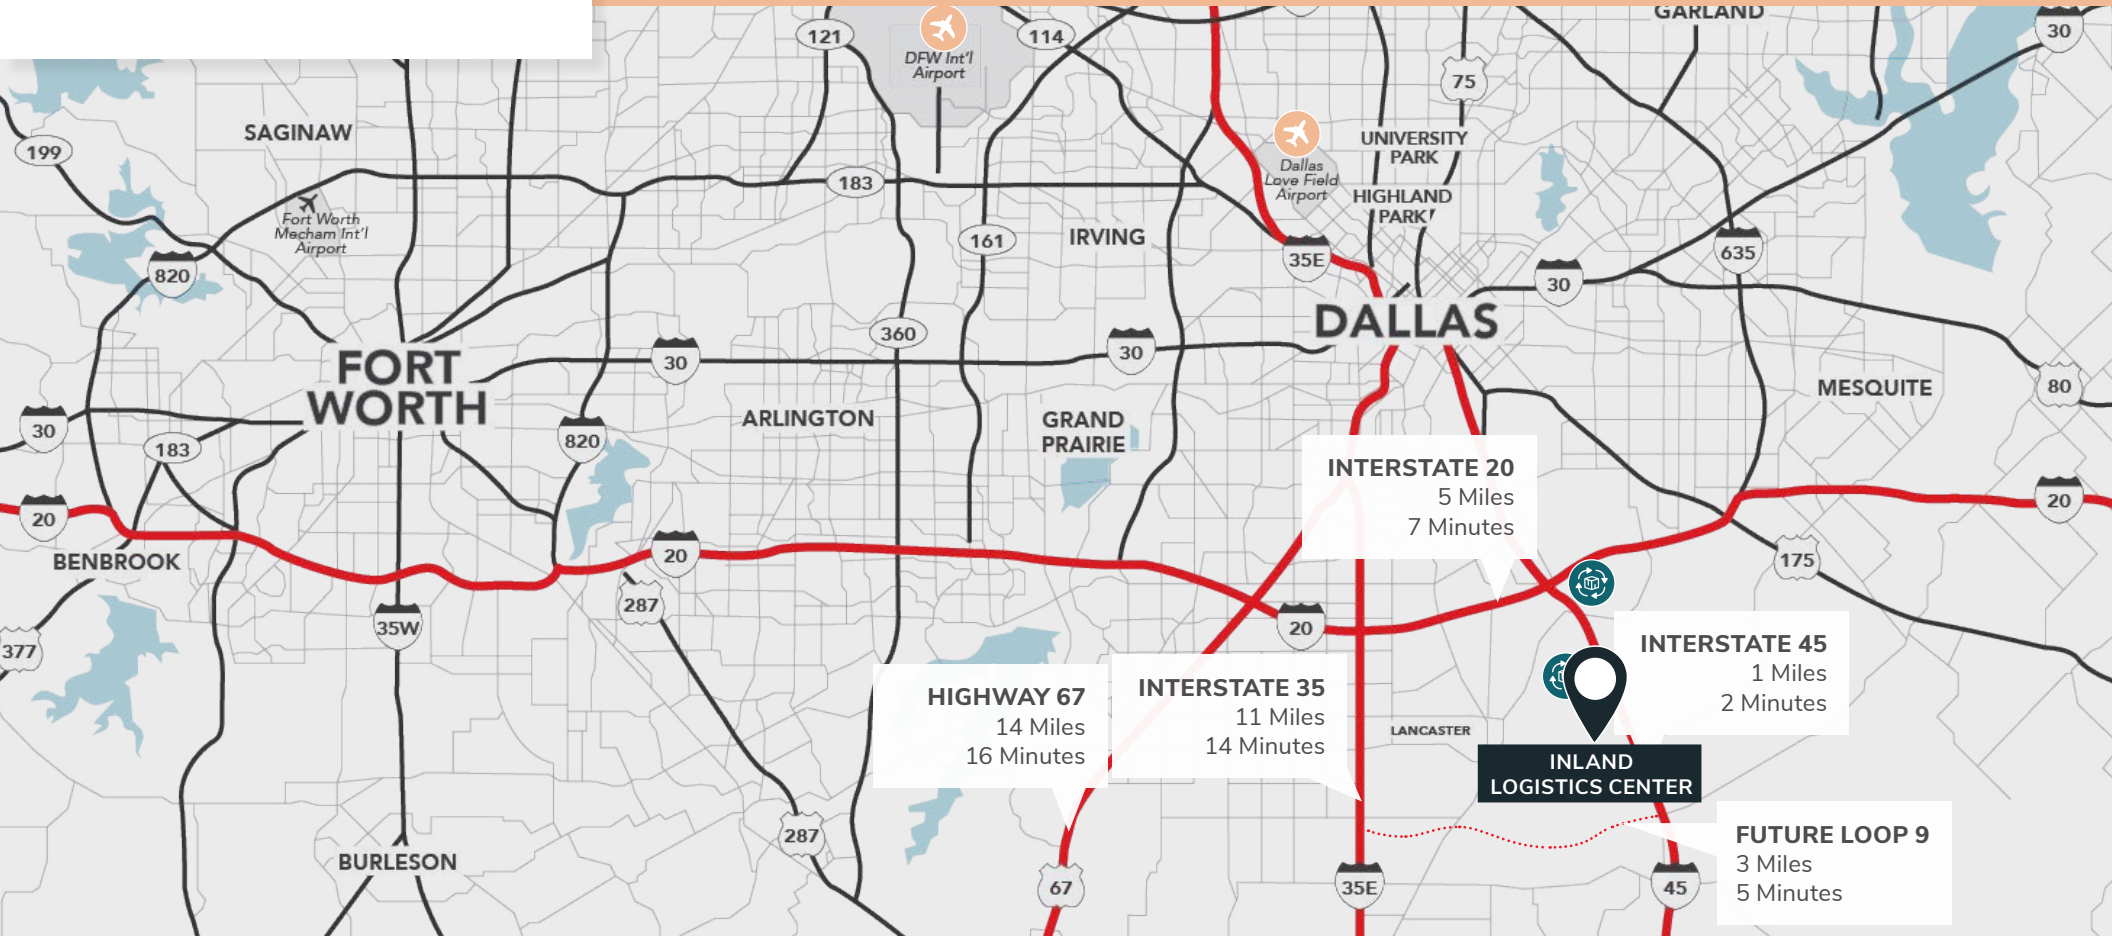 121
DFW Int'l
Airport
114
GARLAND
30
75
199
SAGINAW
UNIVERSITY
PARK
Dallas
Love Field
Airport
183
HIGHLAND
PARK
Fort Worth
Mecham Int'l
Airport
161
IRVING
820
35E
635
30
DALLAS
360
30
30
FORT
WORTH
MESQUITE
80
30
183
820
ARLINGTON
GRAND
PRAIRIE
INTERSTATE 20
5 Miles
7 Minutes
20
20
BENBROOK
20
175
287
35W
20
377
INTERSTATE 45
1 Miles
2 Minutes
HIGHWAY 67
14 Miles
16 Minutes
INTERSTATE 35
11 Miles
14 Minutes
LANCASTER
INLAND
LOGISTICS CENTER
287
BURLESON
FUTURE LOOP 9
3 Miles
5 Minutes
67
35E
45